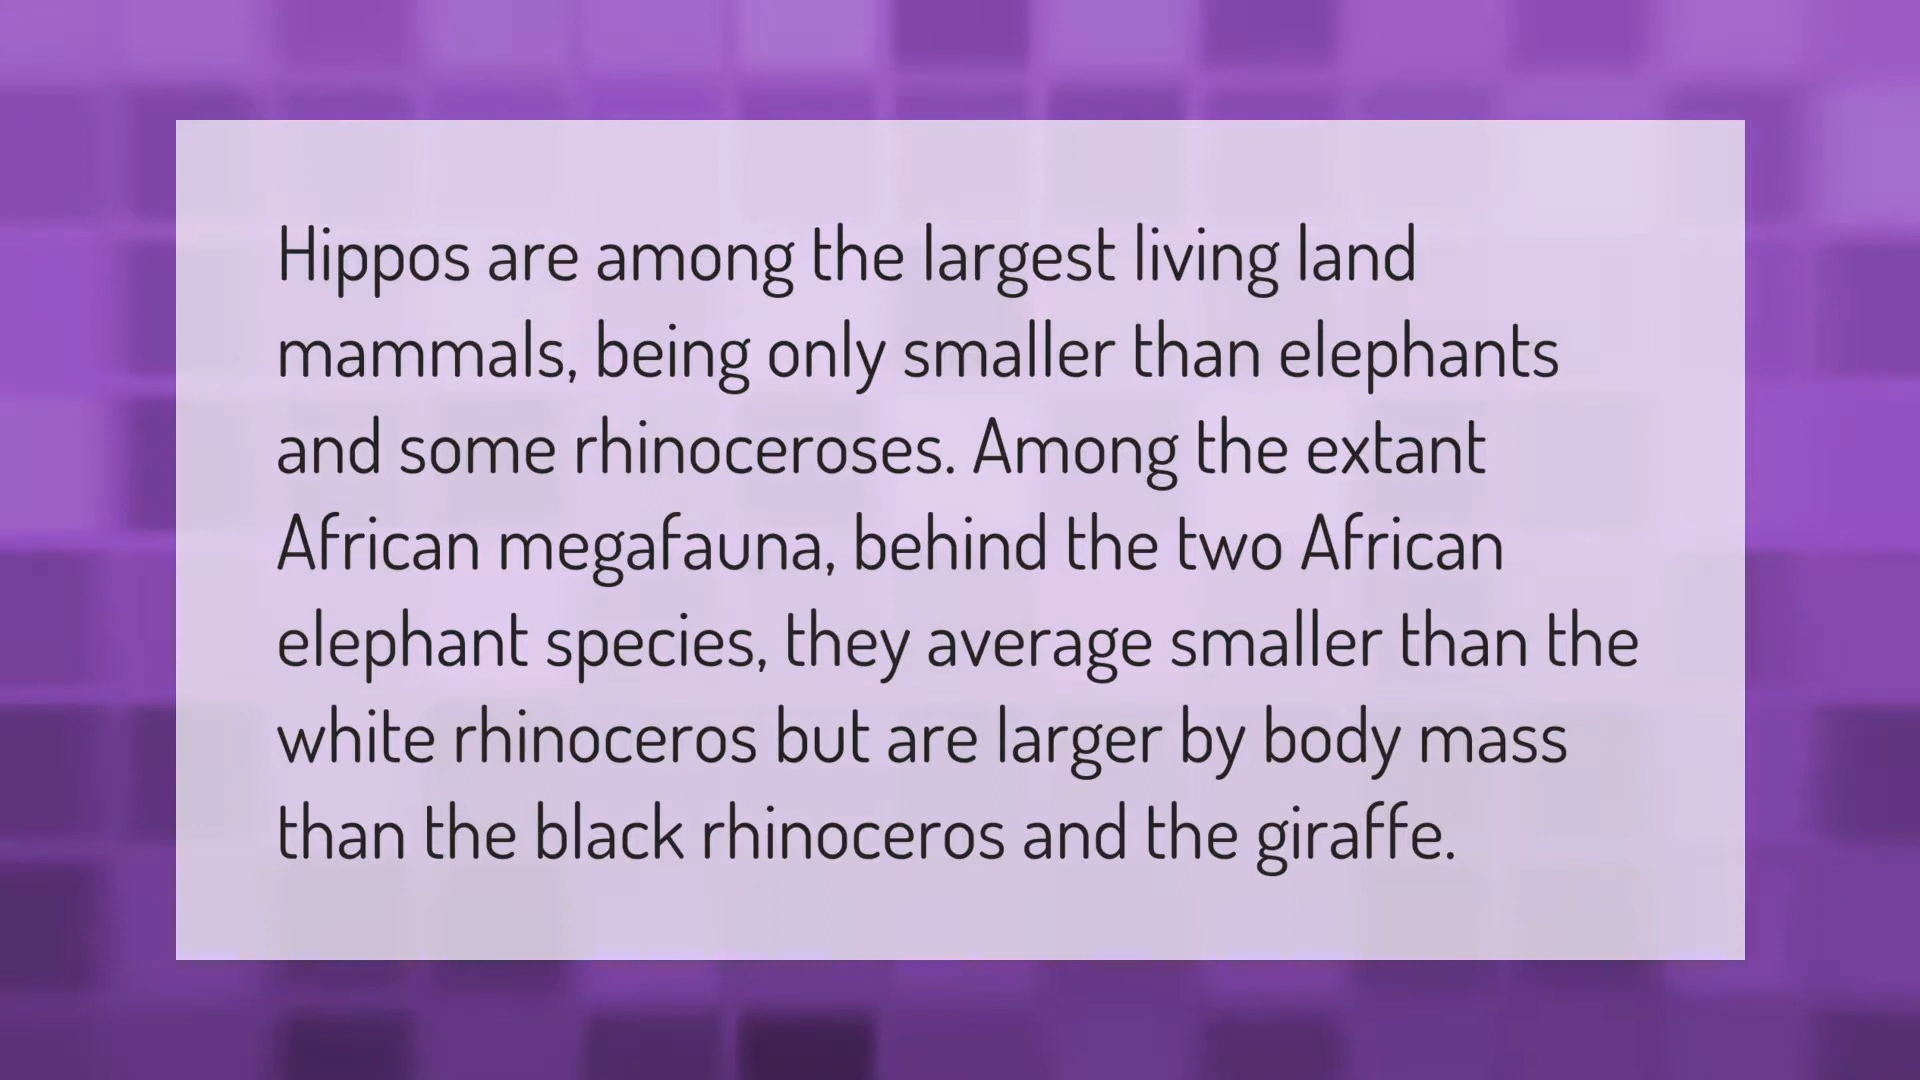 Hippos are among the largest living land
mammals, being only smaller than elephants
and some rhinoceroses. Among the extant
African megafauna, behind the two African
elephant species, they average smaller than the
white rhinoceros but are larger by body mass
than the black rhinoceros and the giraffe.